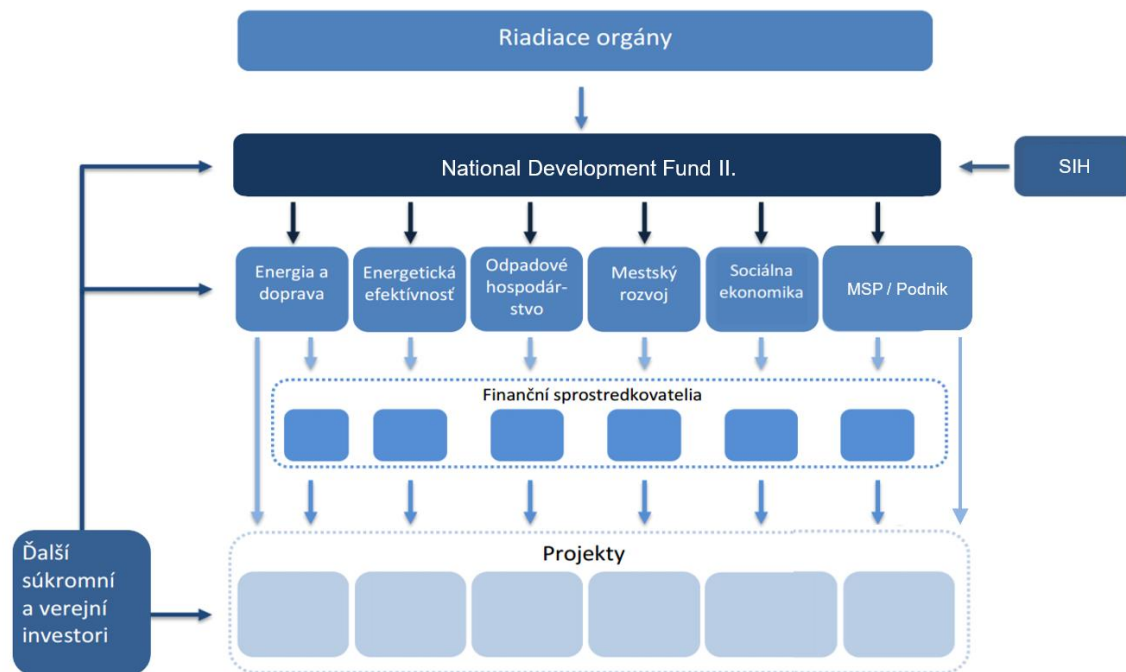 Riadiace orgány
National Development Fund II.
SIH
Energia a
doprava
Energetická
efektívnosť
Odpadové
hospodár-
stvo
Mestský
rozvoj
Sociálna
ekonomika
MSP / Podnik
Finanční sprostredkovatelia
Projekty
Ďalší
súkromní
a verejní
investori